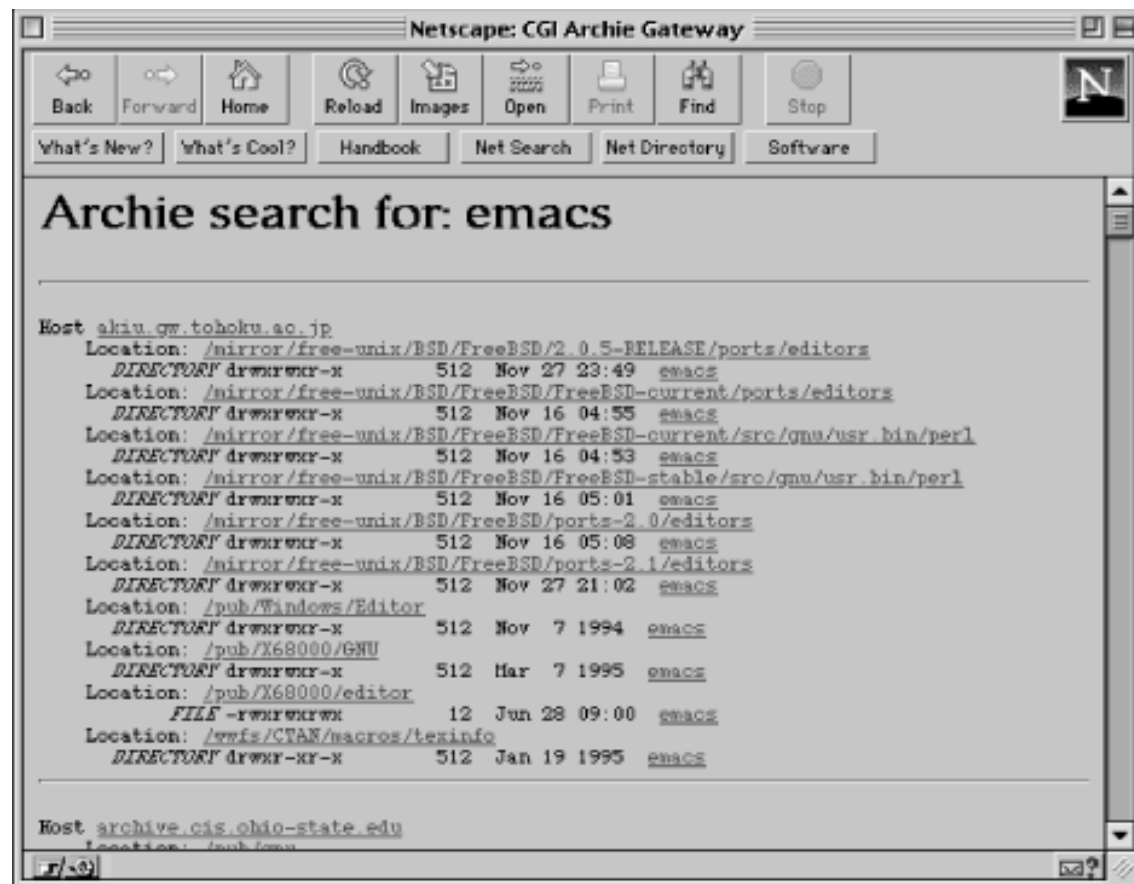 Netscape: CGI Archie Gateway
Back Forward Home Reload Images Open Print Find Stop
N
What's New? What's Cool? Handbook Net Search Net Directory Software
Archie search for: emacs
Host akiu.gw.tohoku.ac.jp
Location: /mirror/free-unix/BSD/FreeBSD/2.0.5-RELEASE/ports/editors
DIRECTORY drwxrwxr-x 512 Nov 27 23:49 emacs
Location: /mirror/free-unix/BSD/FreeBSD/FreeBSD-current/ports/editors
DIRECTORY drwxrwxr-x 512 Nov 16 04:55 emacs
Location: /mirror/free-unix/BSD/FreeBSD/FreeBSD-current/src/gnu/usr.bin/perl
DIRECTORY drwxrwxr-x 512 Nov 16 04:53 emacs
Location: /mirror/free-unix/BSD/FreeBSD/FreeBSD-stable/src/gnu/usr.bin/perl
DIRECTORY drwxrwxr-x 512 Nov 16 05:01 emacs
Location: /mirror/free-unix/BSD/FreeBSD/ports-2.0/editors
DIRECTORY drwxrwxr-x 512 Nov 16 05:08 emacs
Location: /mirror/free-unix/BSD/FreeBSD/ports-2.1/editors
DIRECTORY drwxrwxr-x 512 Nov 27 21:02 emacs
Location: /pub/Windows/Editor
DIRECTORY drwxrwxr-x 512 Nov 7 1994 emacs
Location: /pub/X68000/GNU
DIRECTORY drwxrwxr-x 512 Mar 7 1995 emacs
Location: /pub/X68000/editor
FILE -rwxrwxrwx 12 Jun 28 09:00 emacs
Location: /wwfs/CTAN/macros/texinfo
DIRECTORY drwxr-xr-x 512 Jan 19 1995 emacs
Host archive.cis.ohio-state.edu
Location: /pub/gnu
?